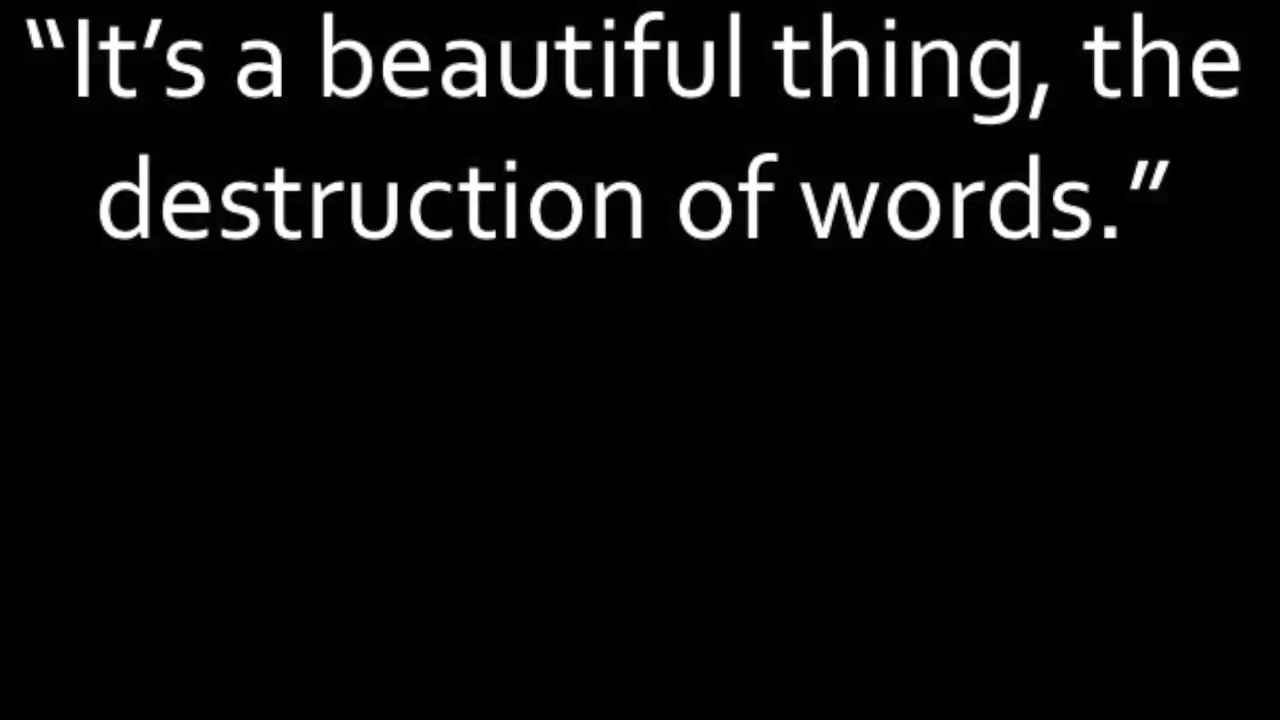 “It’s a beautiful thing, the
destruction of words.”